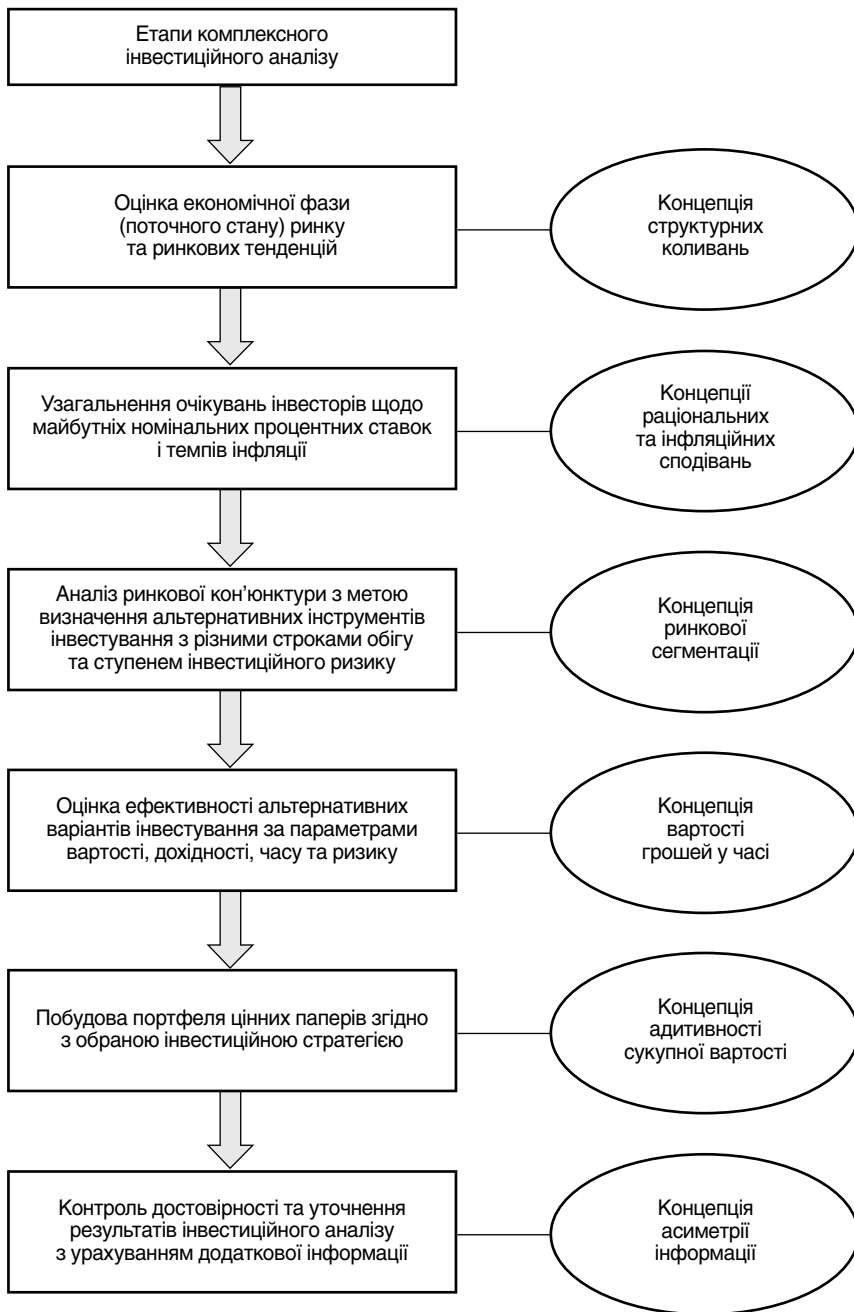 Етапи комплексного
інвестиційного аналізу
Оцінка економічної фази
(поточного стану) ринку
та ринкових тенденцій
Концепція
структурних
коливань
Узагальнення очікувань інвесторів щодо
майбутніх номінальних процентних ставок
і темпів інфляції
Концепції
раціональних
та інфляційних
сподівань
Аналіз ринкової кон’юнктури з метою
визначення альтернативних інструментів
інвестування з різними строками обігу
та ступенем інвестиційного ризику
Концепція
ринкової
сегментації
Оцінка ефективності альтернативних
варіантів інвестування за параметрами
вартості, дохідності, часу та ризику
Концепція
вартості
грошей у часі
Побудова портфеля цінних паперів згідно
з обраною інвестиційною стратегією
Концепція
адитивності
сукупної вартості
Контроль достовірності та уточнення
результатів інвестиційного аналізу
з урахуванням додаткової інформації
Концепція
асиметрії
інформації